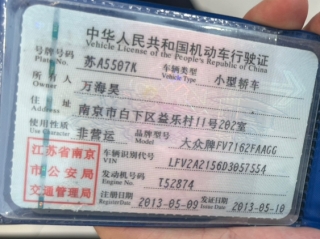 中华人民共和国机动车行驶证
Vehicle License of the People's Republic of China
号牌号码 Plate No. 苏A5507K 车辆类型 Vehicle Type 小型轿车
所有人 Owner 万海昊
住址 Address 南京市白下区益乐村11号202室
使用性质 Use Character 非营运 品牌型号 Model 大众牌FV7162FAAGG
江苏省南京市公安局交通管理局
车辆识别代号 VIN LFV2A2156D3057554
发动机号码 Engine No. T52874
注册日期 Register Date 2013-05-09 发证日期 Issue Date 2013-05-10